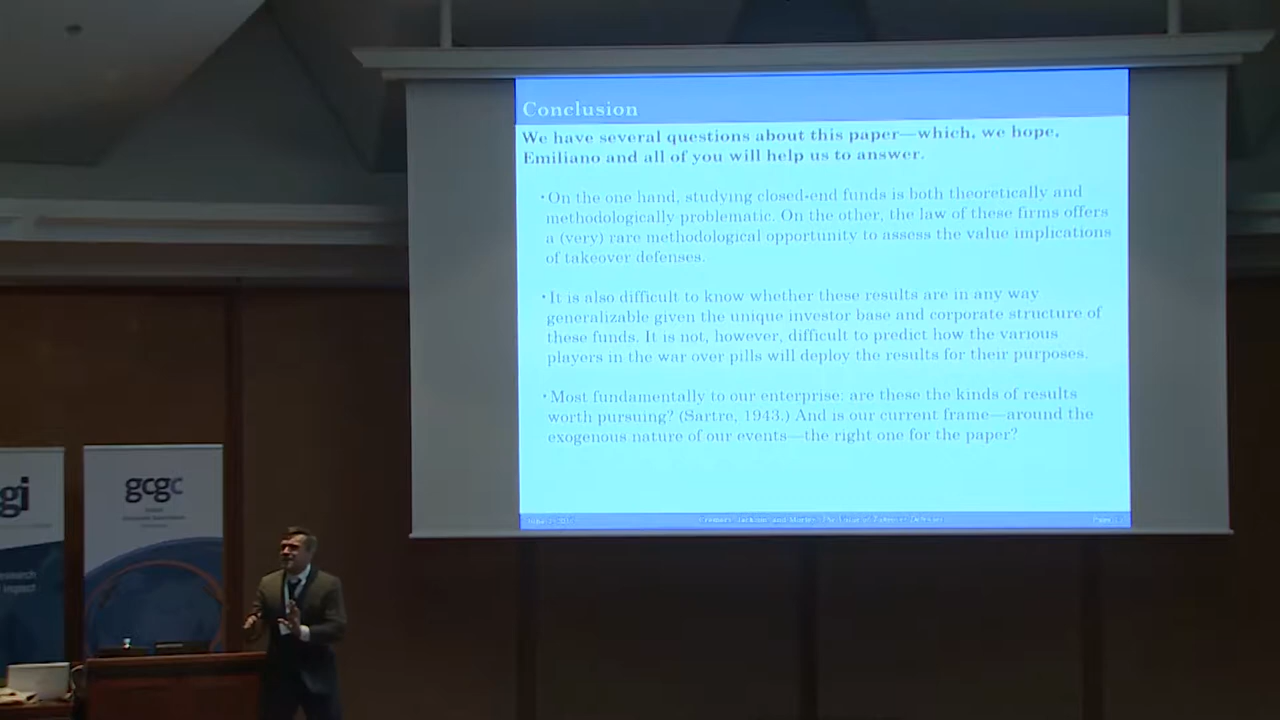 Conclusion
We have several questions about this paper—which, we hope,
Emiliano and all of you will help us to answer.
• On the one hand, studying closed-end funds is both theoretically and
methodologically problematic. On the other, the law of these firms offers
a (very) rare methodological opportunity to assess the value implications
of takeover defenses.
• It is also difficult to know whether these results are in any way
generalizable given the unique investor base and corporate structure of
these funds. It is not, however, difficult to predict how the various
players in the war over pills will deploy the results for their purposes.
• Most fundamentally to our enterprise: are these the kinds of results
worth pursuing? (Sartre, 1943.) And is our current frame—around the
exogenous nature of our events—the right one for the paper?
The Value of Takeover Defenses
gi
gcgc